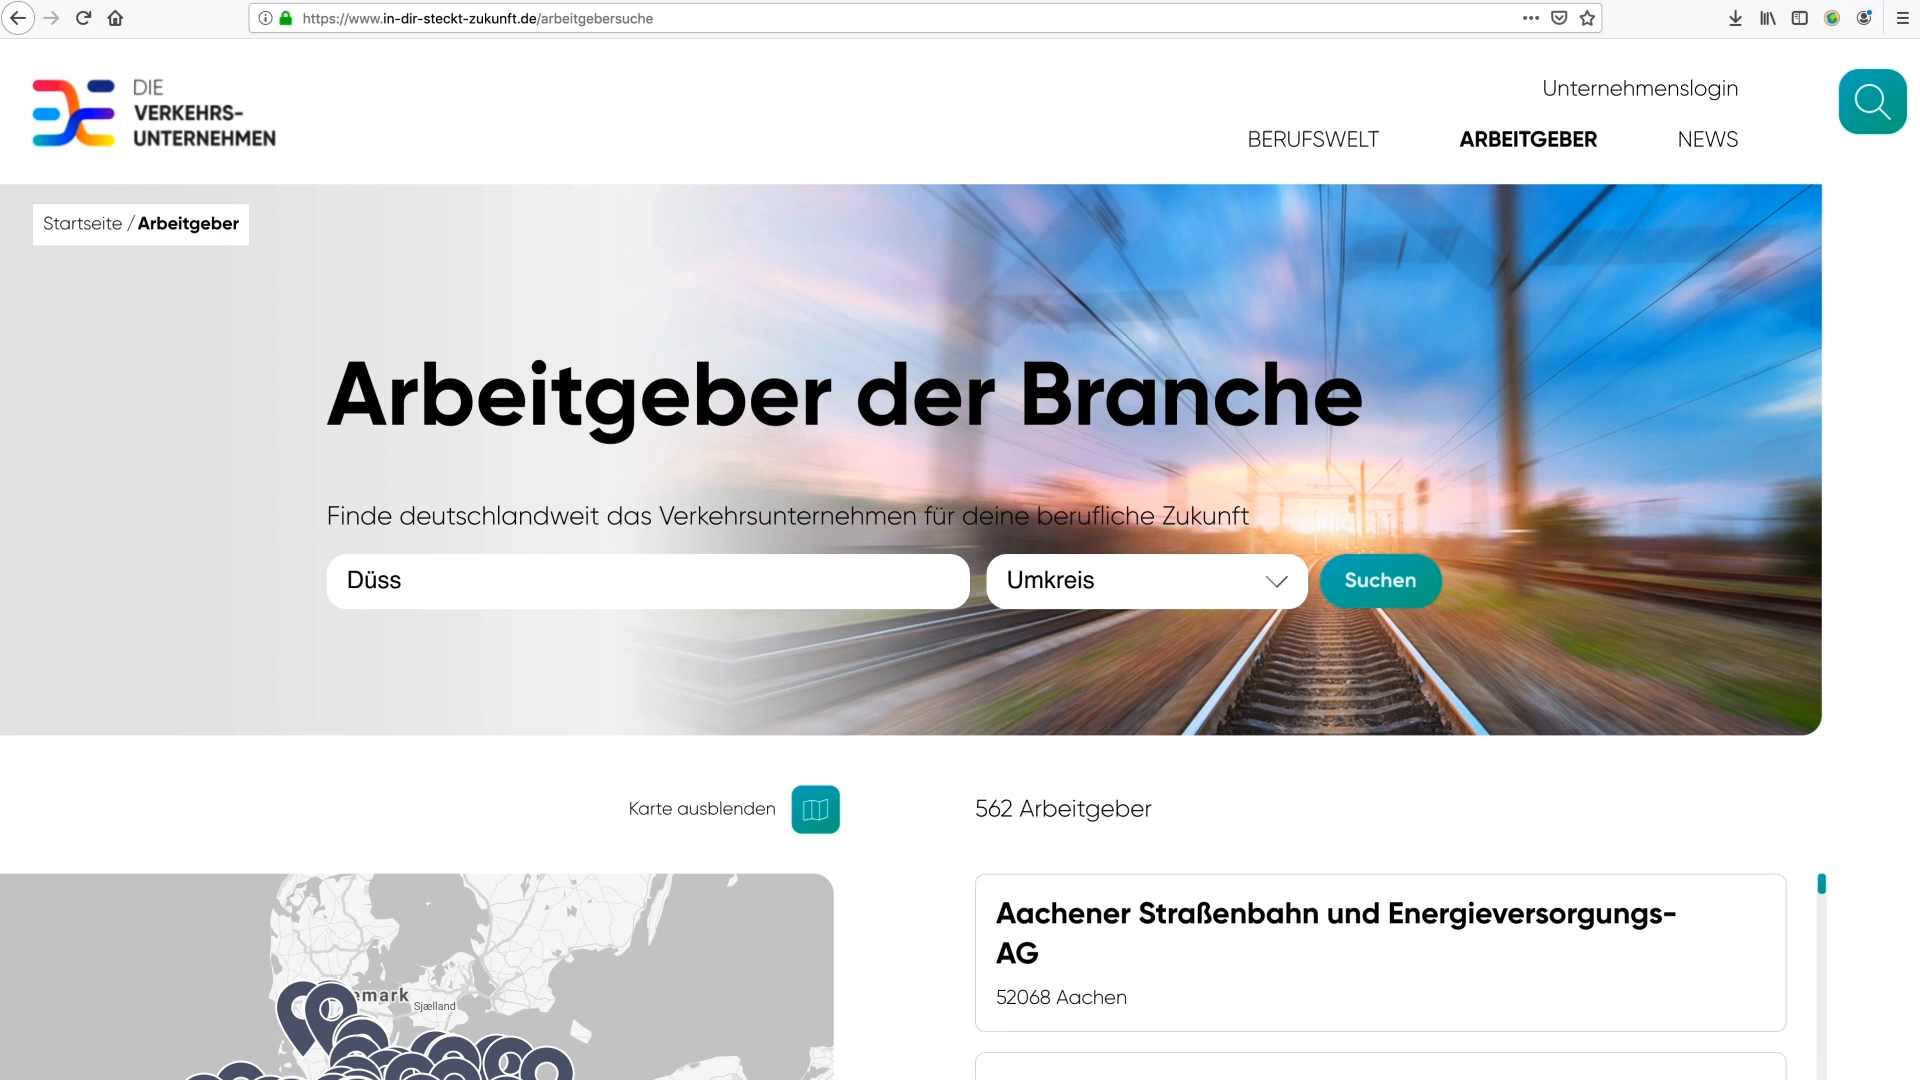 https://www.in-dir-steckt-zukunft.de/arbeitgebersuche
DIE
VERKEHRS-
UNTERNEHMEN
Unternehmenslogin
BERUFSWELT ARBEITGEBER NEWS
Startseite / Arbeitgeber
Arbeitgeber der Branche
Finde deutschlandweit das Verkehrsunternehmen für deine berufliche Zukunft
Düss Umkreis Suchen
Karte ausblenden
562 Arbeitgeber
Aachener Straßenbahn und Energieversorgungs-
AG
52068 Aachen
emark
Sjælland